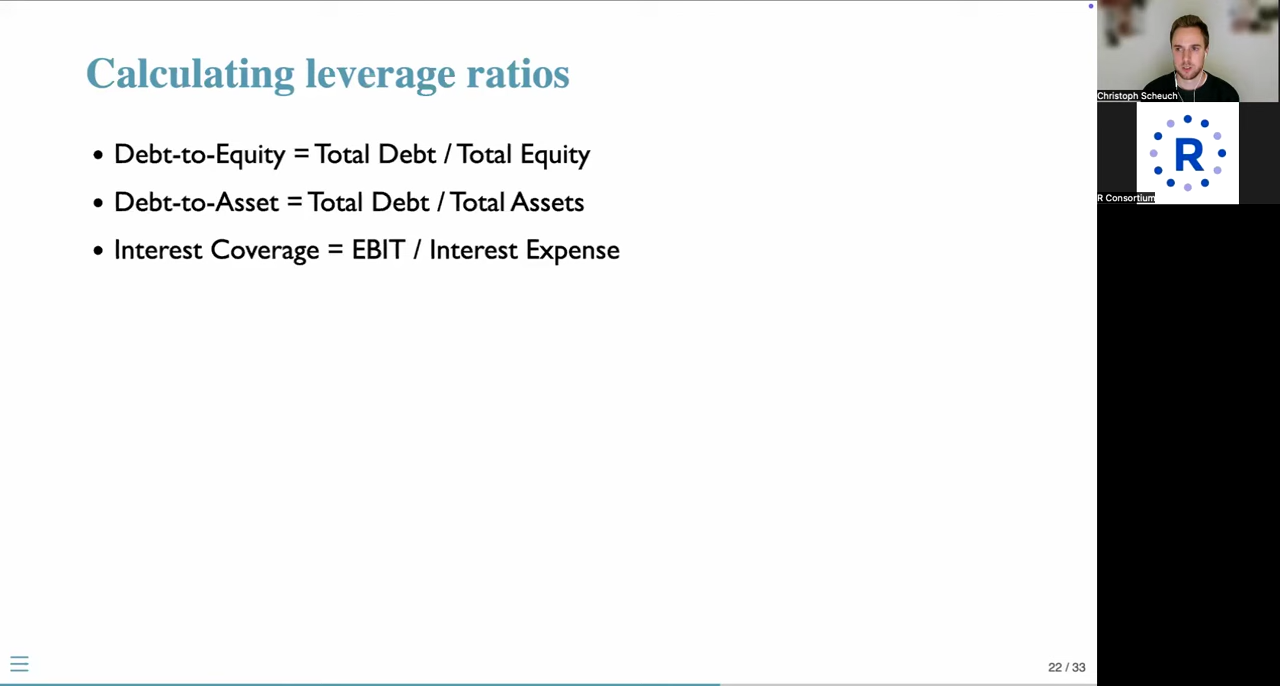 Calculating leverage ratios
• Debt-to-Equity = Total Debt / Total Equity
• Debt-to-Asset = Total Debt / Total Assets
• Interest Coverage = EBIT / Interest Expense
22 / 33
Christoph Scheuch
R
R Consortium